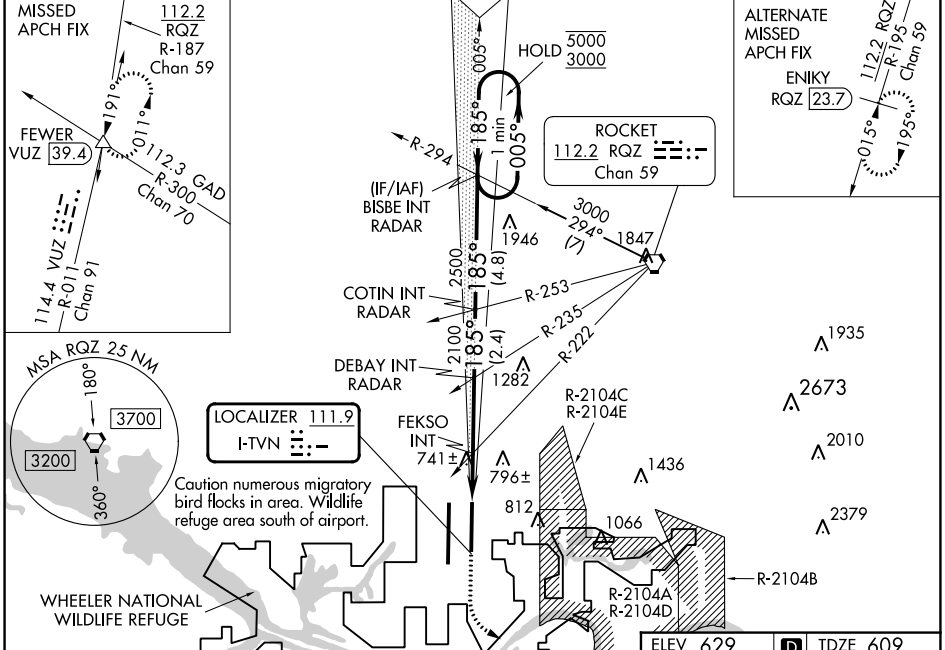 MISSED
APCH FIX
112.2
RQZ
R-187
Chan 59
191°
011°
FEWER
VUZ 39.4
112.3 GAD
R-300
Chan 70
114.4 VUZ
R-011
Chan 91
005°
HOLD
5000
3000
185°
1 min
005°
R-294
(IF/IAF)
BISBE INT
RADAR
1946
ROCKET
112.2 RQZ
Chan 59
3000
294°
(7)
1847
ALTERNATE
MISSED
APCH FIX
112.2 RQZ
R-195
Chan 59
ENIKY
RQZ 23.7
015°
195°
2500
185°
(4.8)
COTIN INT
RADAR
R-253
R-235
R-222
2100
185°
(2.4)
DEBAY INT
RADAR
1282
1935
2673
2010
2379
MSA RQZ 25 NM
180°
3700
3200
360°
LOCALIZER 111.9
I-TVN
FEKSO
INT
741±
796±
R-2104C
R-2104E
1436
812
1066
Caution numerous migratory
bird flocks in area. Wildlife
refuge area south of airport.
R-2104B
R-2104A
R-2104D
WHEELER NATIONAL
WILDLIFE REFUGE
ELEV 629
D
TDZE 609